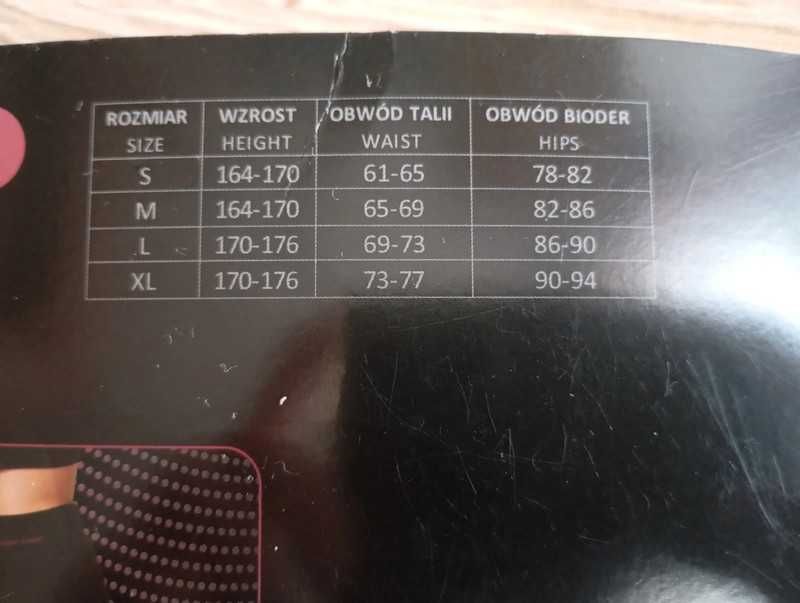 ROZMIAR WZROST OBWÓD TALII OBWÓD BIODER
SIZE HEIGHT WAIST HIPS
S 164-170 61-65 78-82
M 164-170 65-69 82-86
L 170-176 69-73 86-90
XL 170-176 73-77 90-94